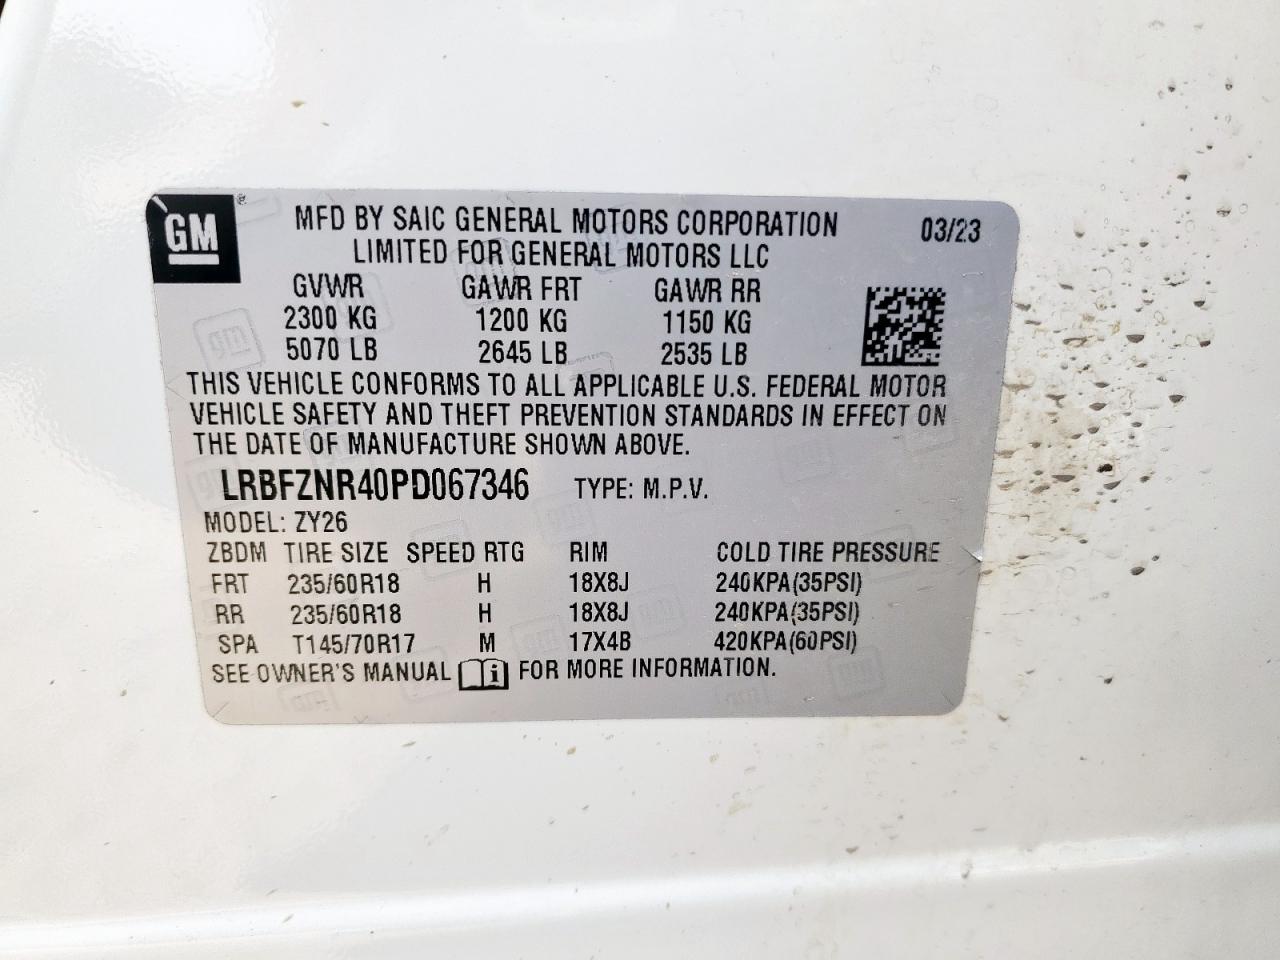 GM ®
MFD BY SAIC GENERAL MOTORS CORPORATION 03/23
LIMITED FOR GENERAL MOTORS LLC
GVWR GAWR FRT GAWR RR
2300 KG 1200 KG 1150 KG
5070 LB 2645 LB 2535 LB
THIS VEHICLE CONFORMS TO ALL APPLICABLE U.S. FEDERAL MOTOR
VEHICLE SAFETY AND THEFT PREVENTION STANDARDS IN EFFECT ON
THE DATE OF MANUFACTURE SHOWN ABOVE.
LRBFZNR40PD067346 TYPE: M.P.V.
MODEL: ZY26
ZBDM TIRE SIZE SPEED RTG RIM COLD TIRE PRESSURE
FRT 235/60R18 H 18X8J 240KPA(35PSI)
RR 235/60R18 H 18X8J 240KPA(35PSI)
SPA T145/70R17 M 17X4B 420KPA(60PSI)
SEE OWNER'S MANUAL i FOR MORE INFORMATION.